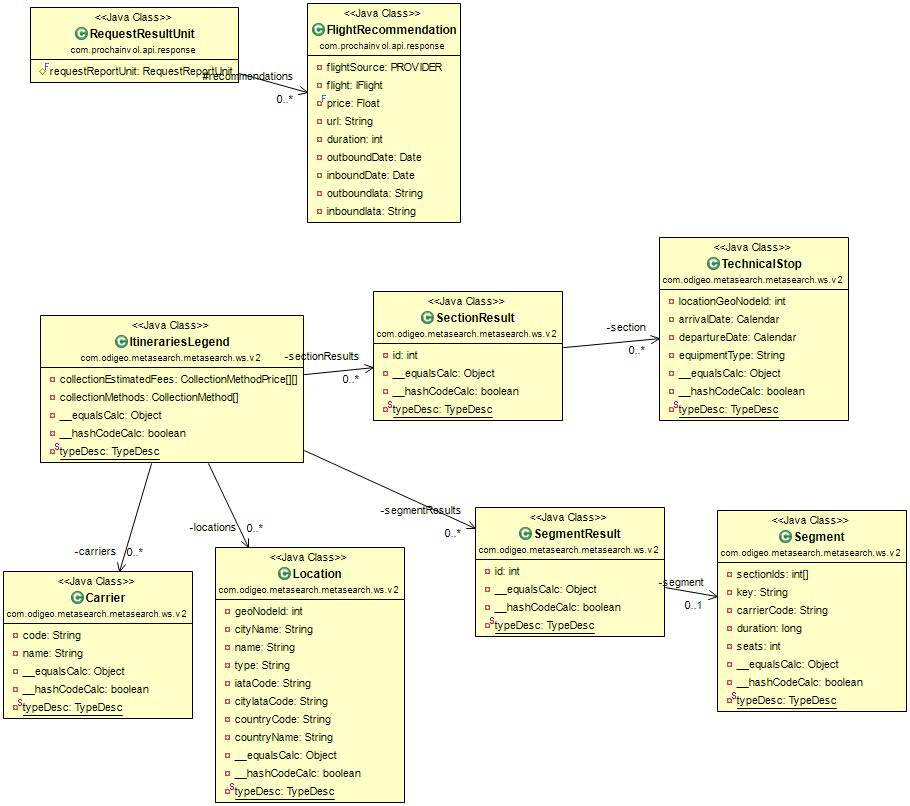 <<Java Class>>
RequestResultUnit
com.prochainvol.api.response
requestReportUnit: RequestReportUnit
#recommendations
0..*
<<Java Class>>
FlightRecommendation
com.prochainvol.api.response
flightSource: PROVIDER
flight: IFlight
price: Float
url: String
duration: int
outboundDate: Date
inboundDate: Date
outboundIata: String
inboundIata: String
<<Java Class>>
ItinerariesLegend
com.odigeo.metasearch.metasearch.ws.v2
collectionEstimatedFees: CollectionMethodPrice[][]
collectionMethods: CollectionMethod[]
__equalsCalc: Object
__hashCodeCalc: boolean
typeDesc: TypeDesc
-sectionResults
0..*
<<Java Class>>
SectionResult
com.odigeo.metasearch.metasearch.ws.v2
id: int
__equalsCalc: Object
__hashCodeCalc: boolean
typeDesc: TypeDesc
-section
0..*
<<Java Class>>
TechnicalStop
com.odigeo.metasearch.metasearch.ws.v2
locationGeoNodeId: int
arrivalDate: Calendar
departureDate: Calendar
equipmentType: String
__equalsCalc: Object
__hashCodeCalc: boolean
typeDesc: TypeDesc
-carriers
0..*
<<Java Class>>
Carrier
com.odigeo.metasearch.metasearch.ws.v2
code: String
name: String
__equalsCalc: Object
__hashCodeCalc: boolean
typeDesc: TypeDesc
-locations
0..*
<<Java Class>>
Location
com.odigeo.metasearch.metasearch.ws.v2
geoNodeId: int
cityName: String
name: String
type: String
iataCode: String
cityIataCode: String
countryCode: String
countryName: String
__equalsCalc: Object
__hashCodeCalc: boolean
typeDesc: TypeDesc
-segmentResults
0..*
<<Java Class>>
SegmentResult
com.odigeo.metasearch.metasearch.ws.v2
id: int
__equalsCalc: Object
__hashCodeCalc: boolean
typeDesc: TypeDesc
-segment
0..1
<<Java Class>>
Segment
com.odigeo.metasearch.metasearch.ws.v2
sectionIds: int[]
key: String
carrierCode: String
duration: long
seats: int
__equalsCalc: Object
__hashCodeCalc: boolean
typeDesc: TypeDesc